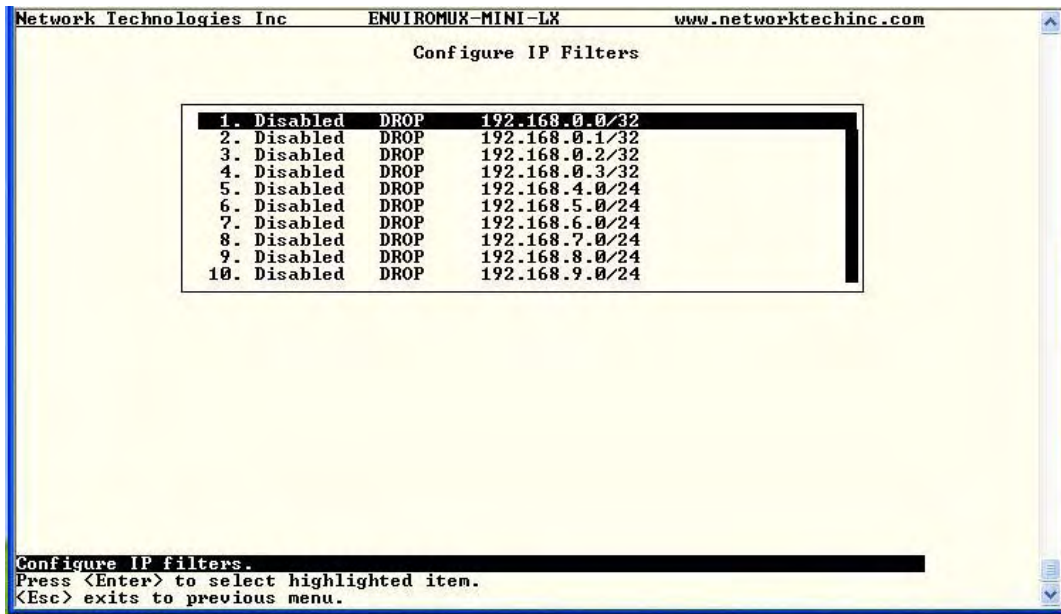 Network Technologies Inc ENVIROMUX-MINI-LX www.networktechinc.com
Configure IP Filters
1. Disabled DROP 192.168.0.0/32
2. Disabled DROP 192.168.0.1/32
3. Disabled DROP 192.168.0.2/32
4. Disabled DROP 192.168.0.3/32
5. Disabled DROP 192.168.4.0/24
6. Disabled DROP 192.168.5.0/24
7. Disabled DROP 192.168.6.0/24
8. Disabled DROP 192.168.7.0/24
9. Disabled DROP 192.168.8.0/24
10. Disabled DROP 192.168.9.0/24
Configure IP filters.
Press <Enter> to select highlighted item.
<Esc> exits to previous menu.